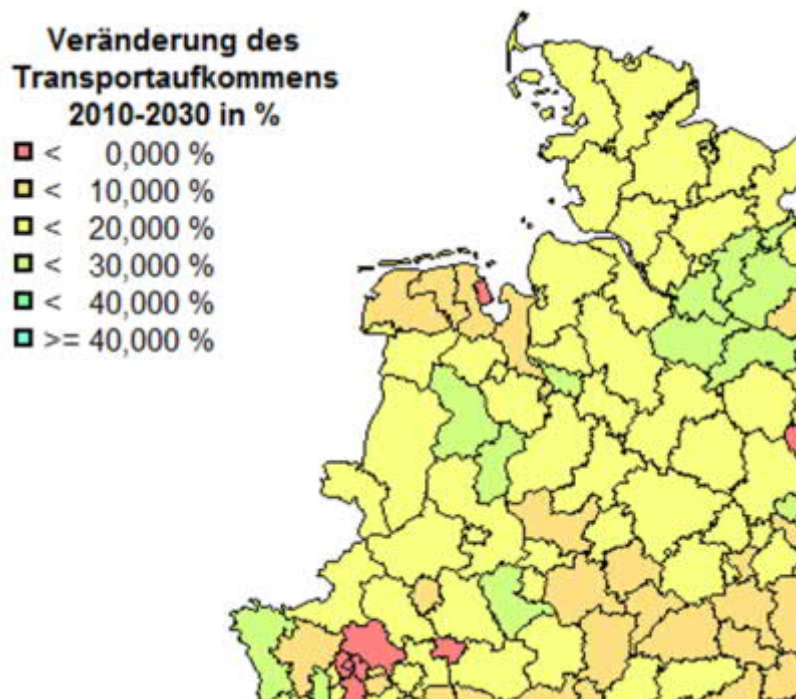 Veränderung des
Transportaufkommens
2010-2030 in %
< 0,000 %
< 10,000 %
< 20,000 %
< 30,000 %
< 40,000 %
>= 40,000 %